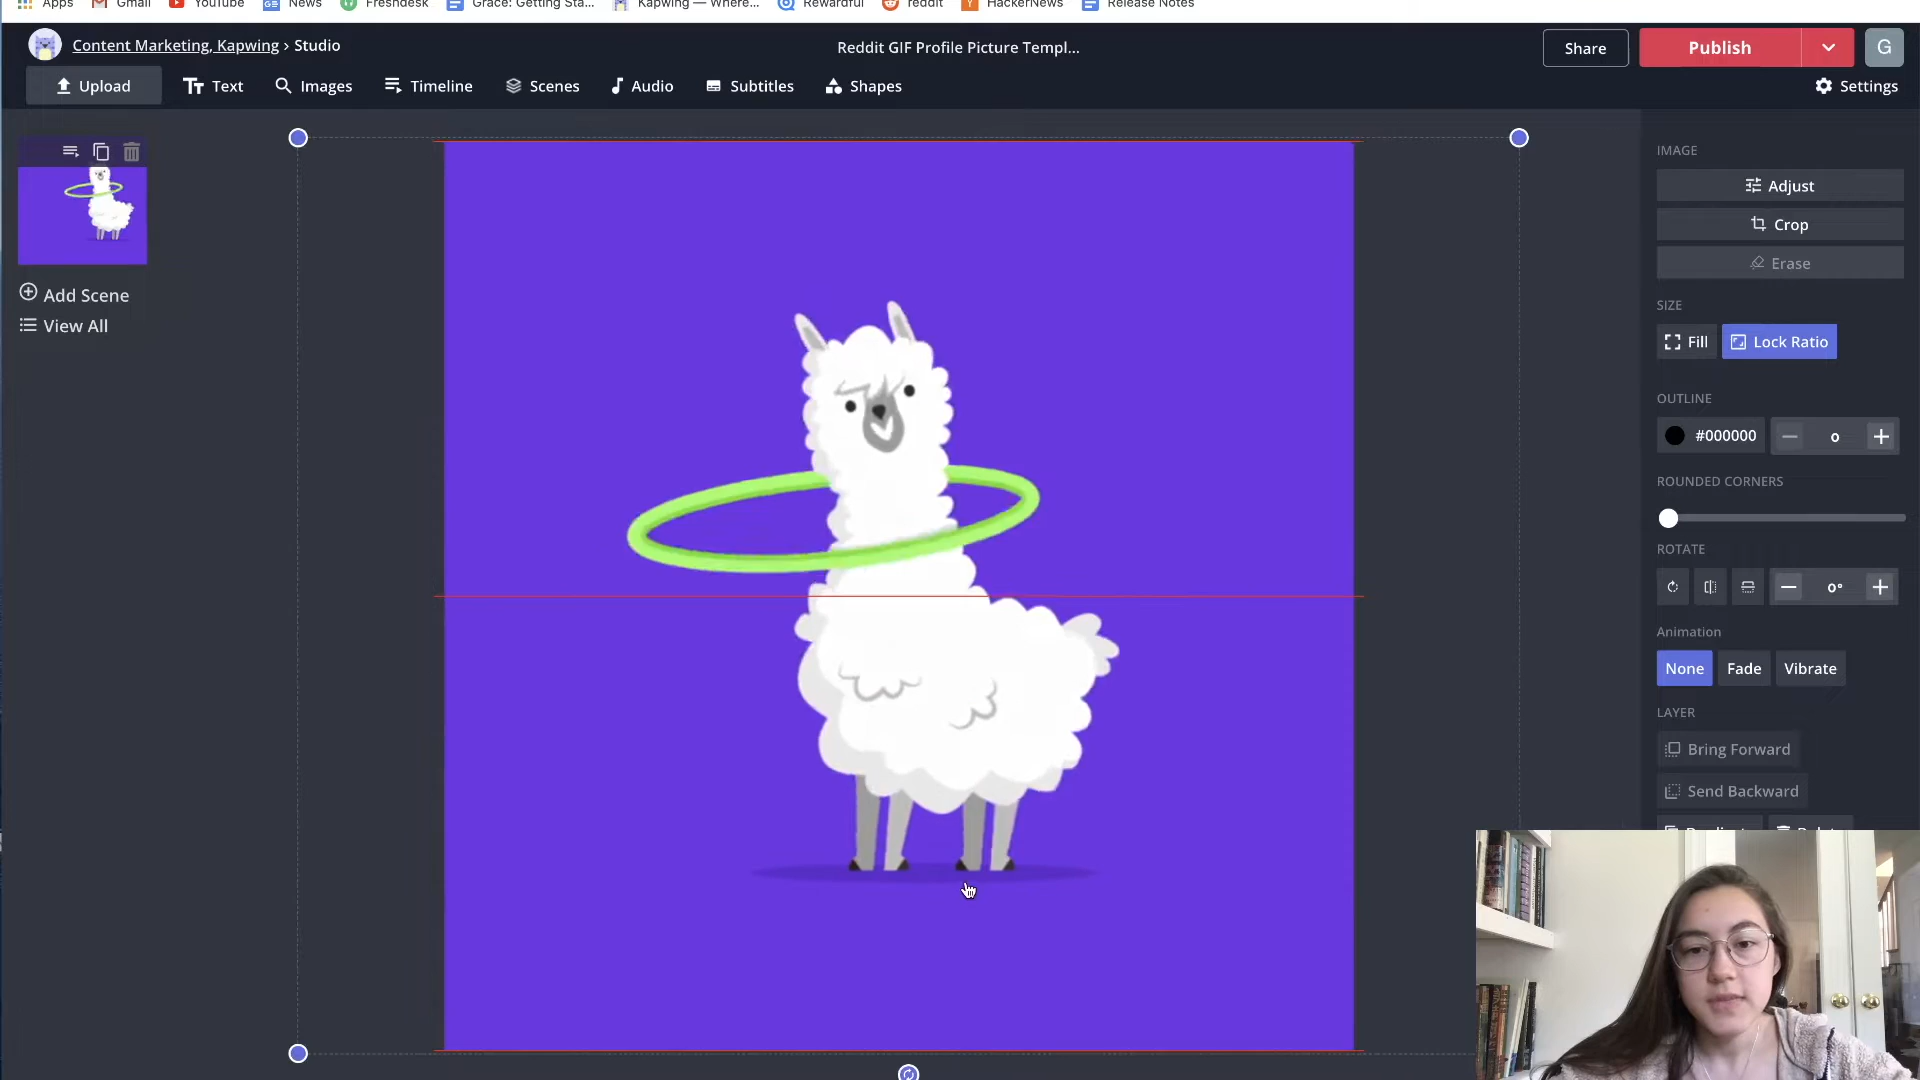 Apps Gmail YouTube News Freshdesk Grace: Getting Sta... Kapwing — Where... Rewardful reddit HackerNews Release Notes
Content Marketing, Kapwing › Studio
Reddit GIF Profile Picture Templ...
Share
Publish
G
Upload
Text
Images
Timeline
Scenes
Audio
Subtitles
Shapes
Settings
Add Scene
View All
IMAGE
Adjust
Crop
Erase
SIZE
Fill
Lock Ratio
OUTLINE
#000000
0
ROUNDED CORNERS
ROTATE
0°
Animation
None
Fade
Vibrate
LAYER
Bring Forward
Send Backward